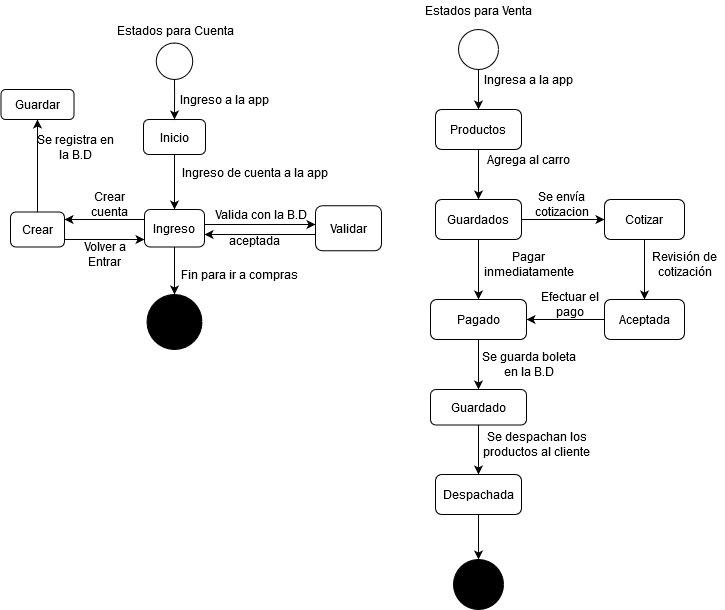 Estados para Cuenta
Ingreso a la app
Inicio
Ingreso de cuenta a la app
Guardar
Se registra en
la B.D
Crear
Crear
cuenta
Volver a
Entrar
Ingreso
Valida con la B.D
aceptada
Validar
Fin para ir a compras
Estados para Venta
Ingresa a la app
Productos
Agrega al carro
Guardados
Se envía
cotizacion
Cotizar
Pagar
inmediatamente
Revisión de
cotización
Pagado
Efectuar el
pago
Aceptada
Se guarda boleta
en la B.D
Guardado
Se despachan los
productos al cliente
Despachada